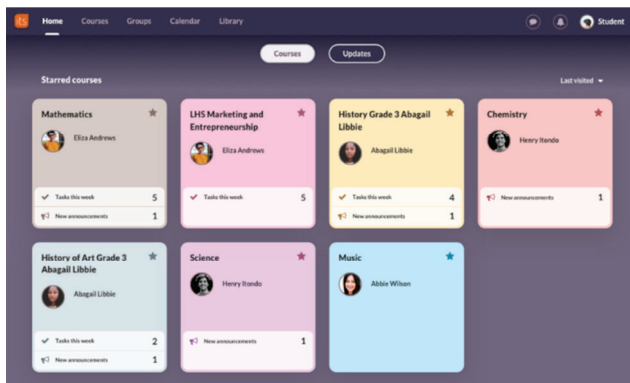 its Home Courses Groups Calendar Library Student
Courses Updates
Starred courses Last visited
Mathematics
Eliza Andrews
Tasks this week 5
New announcements 1
LHS Marketing and
Entrepreneurship
Eliza Andrews
Tasks this week 5
History Grade 3 Abagail
Libbie
Abagail Libbie
Tasks this week 4
New announcements 1
Chemistry
Henry Itondo
New announcements 1
History of Art Grade 3
Abagail Libbie
Abagail Libbie
Tasks this week 2
New announcements 1
Science
Henry Itondo
New announcements 1
Music
Abbie Wilson